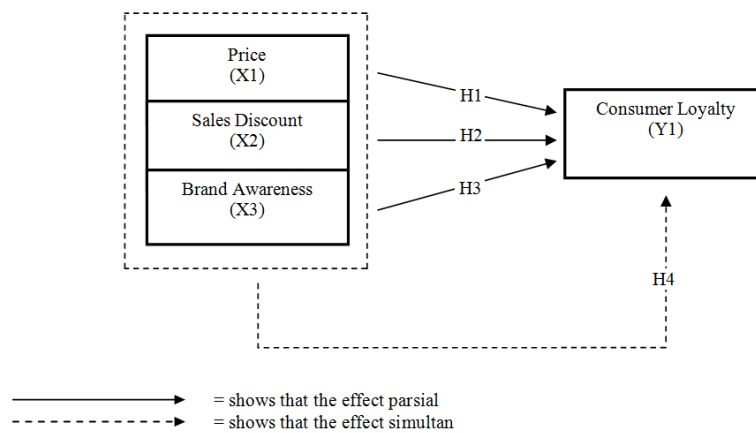 Price
(X1)
Sales Discount
(X2)
Brand Awareness
(X3)
H1
H2
H3
Consumer Loyalty
(Y1)
H4
= shows that the effect parsial
= shows that the effect simultan